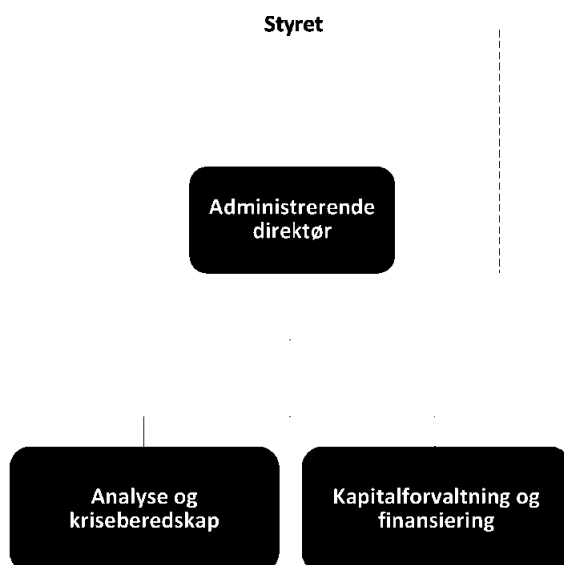 Styret
Administrerende
direktør
Analyse og
kriseberedskap
Kapitalforvaltning og
finansiering